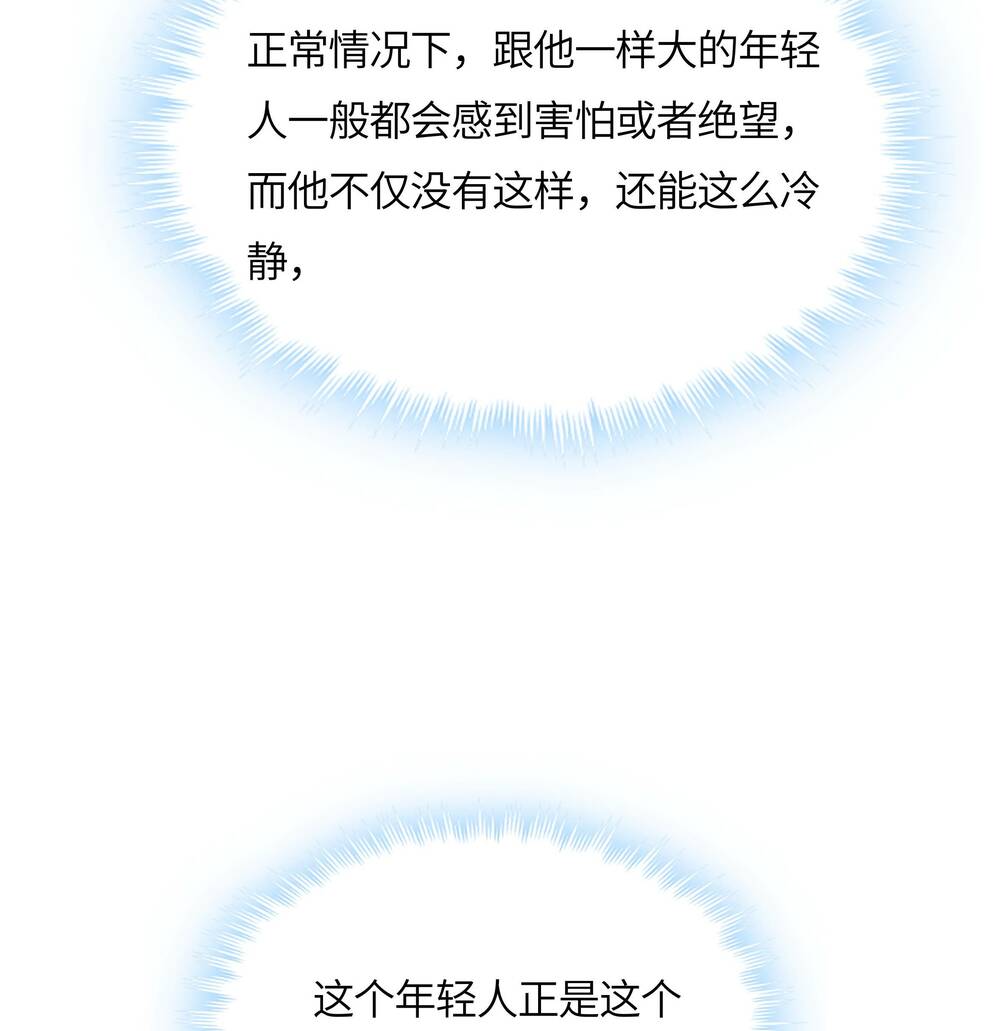 正常情况下，跟他一样大的年轻
人一般都会感到害怕或者绝望，
而他不仅没有这样，还能这么冷
静，
这个年轻人正是这个